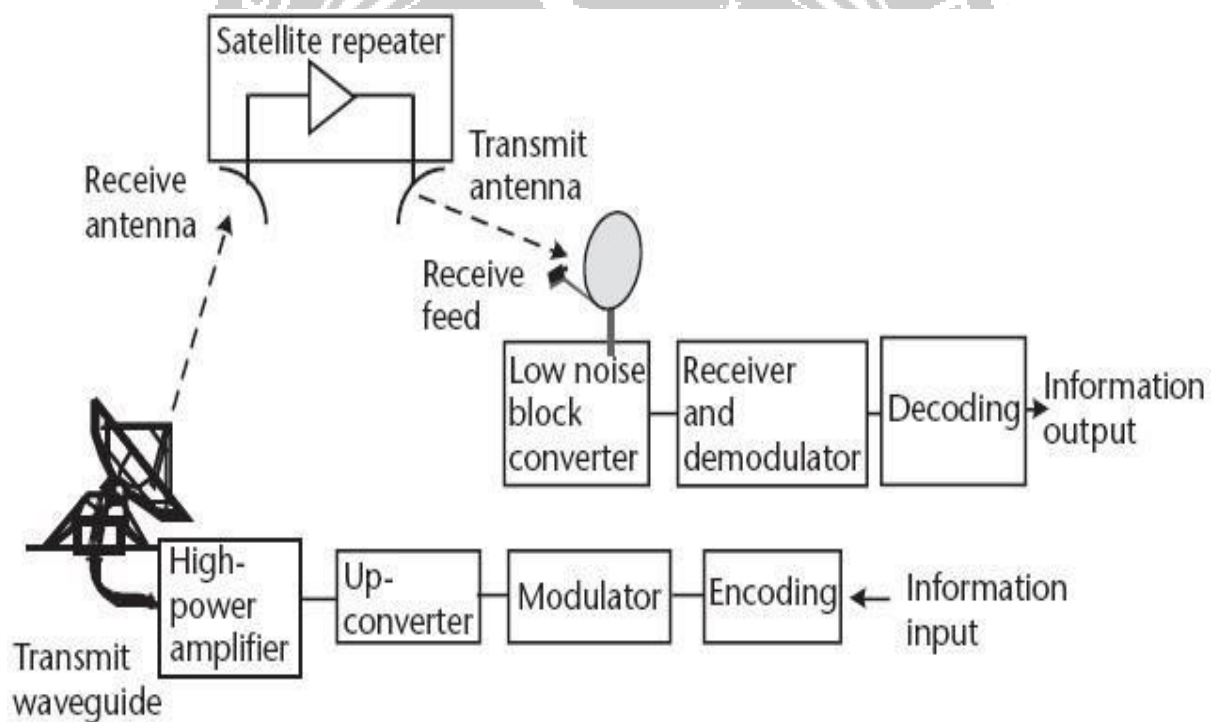 Satellite repeater
Transmit
antenna
Receive
antenna
Receive
feed
Low noise
block
converter
Receiver
and
demodulator
Decoding
Information
output
High-
power
amplifier
Up-
converter
Modulator
Encoding
Information
input
Transmit
waveguide